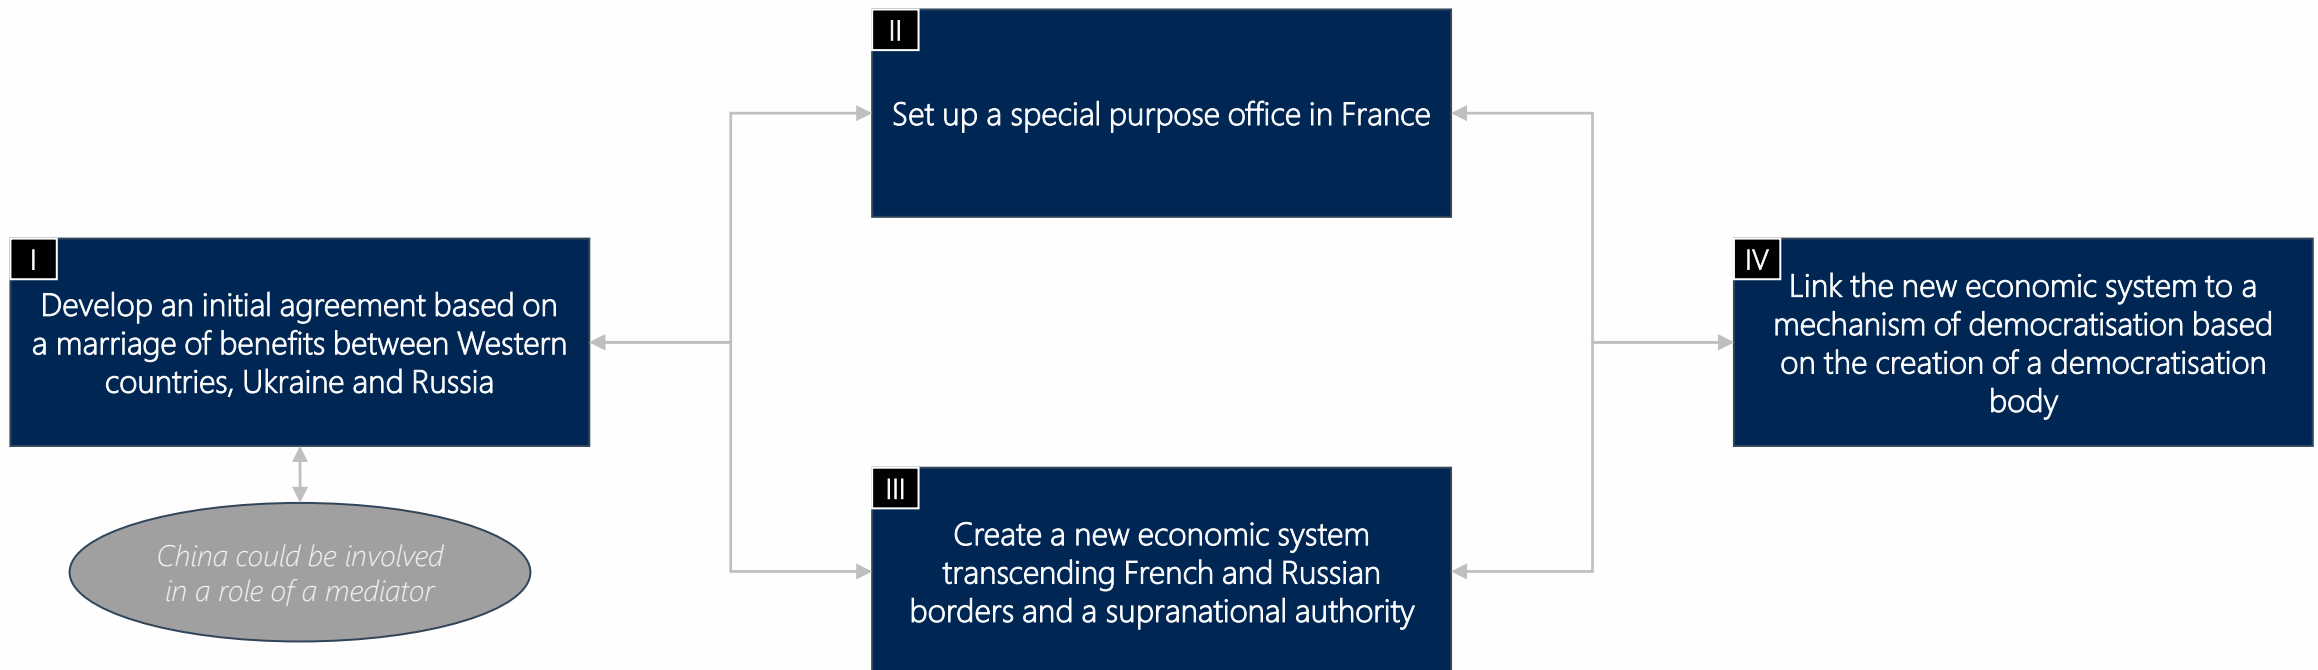 I
Develop an initial agreement based on
a marriage of benefits between Western
countries, Ukraine and Russia
China could be involved
in a role of a mediator
II
Set up a special purpose office in France
III
Create a new economic system
transcending French and Russian
borders and a supranational authority
IV
Link the new economic system to a
mechanism of democratisation based
on the creation of a democratisation
body